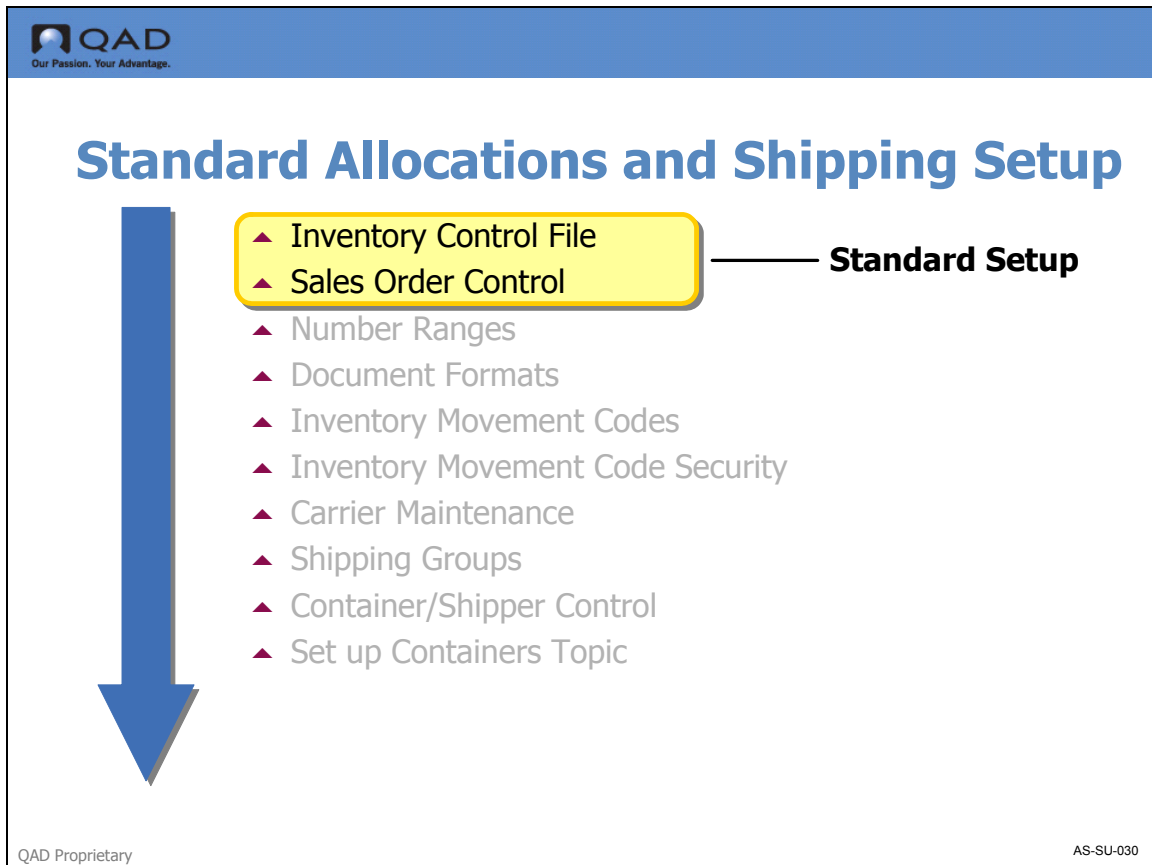 QAD
Our Passion. Your Advantage.
Standard Allocations and Shipping Setup
Inventory Control File
Sales Order Control
Standard Setup
Number Ranges
Document Formats
Inventory Movement Codes
Inventory Movement Code Security
Carrier Maintenance
Shipping Groups
Container/Shipper Control
Set up Containers Topic
QAD Proprietary
AS-SU-030